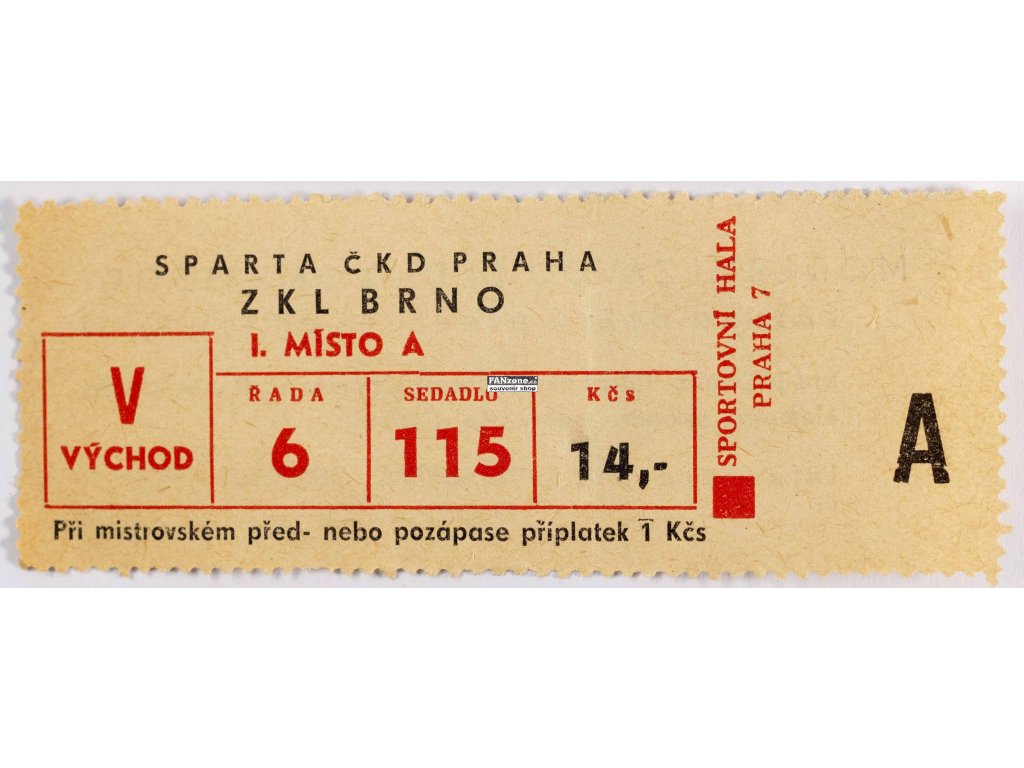 SPARTA ČKD PRAHA
ZKL BRNO
I. MÍSTO A
V
VÝCHOD
ŘADA
6
SEDADLO
115
Kčs
14,-
Při mistrovském před- nebo pozápase příplatek 1 Kčs
SPORTOVNÍ HALA
PRAHA 7
A
FANzone.cz
souvenir shop